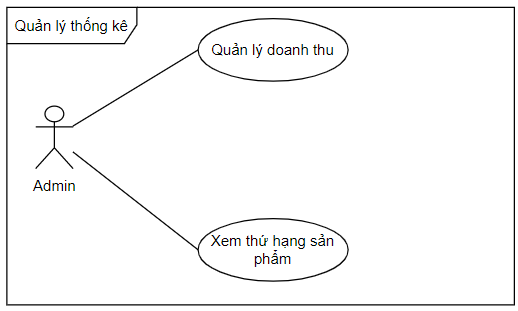 Quản lý thống kê
Quản lý doanh thu
Admin
Xem thứ hạng sản
phẩm